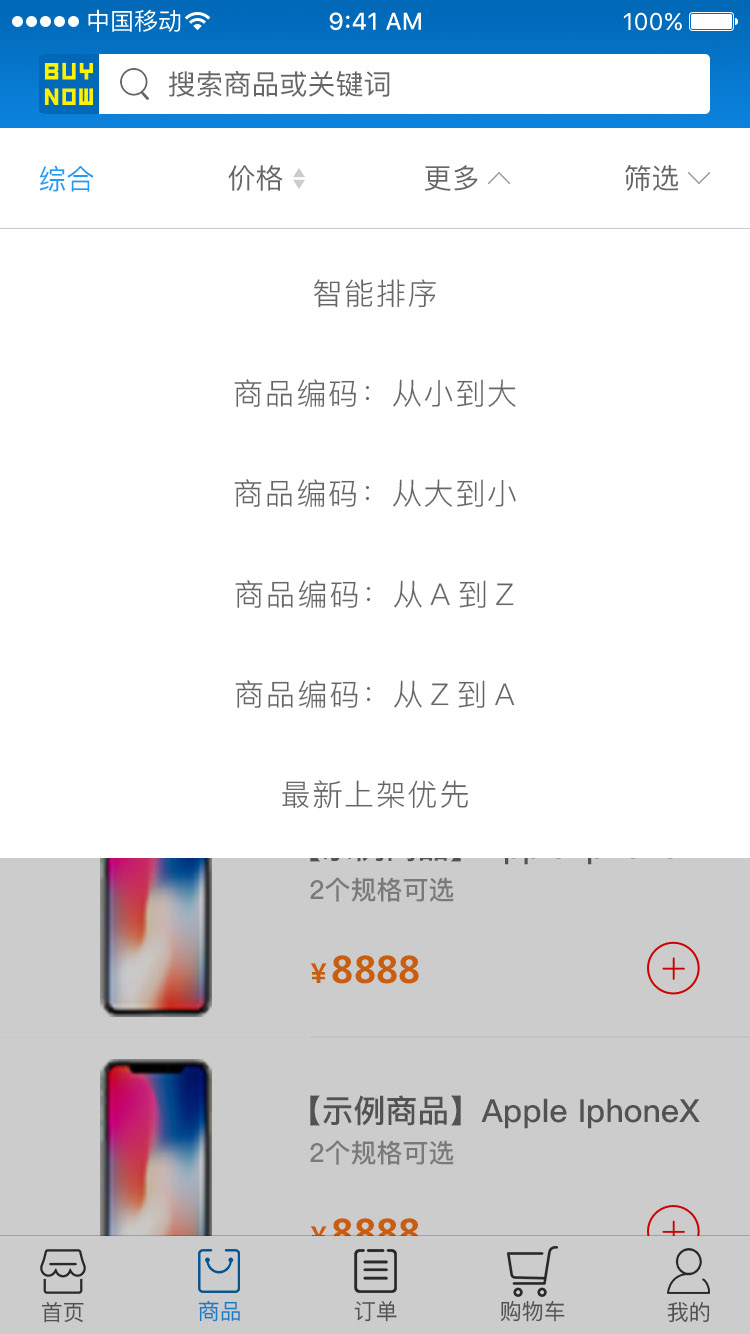 中国移动 9:41 AM 100%
BUY
NOW
搜索商品或关键词
综合 价格 更多 筛选
智能排序
商品编码：从小到大
商品编码：从大到小
商品编码：从 A 到 Z
商品编码：从 Z 到 A
最新上架优先
2个规格可选
¥8888
【示例商品】Apple IphoneX
2个规格可选
¥8888
首页 商品 订单 购物车 我的